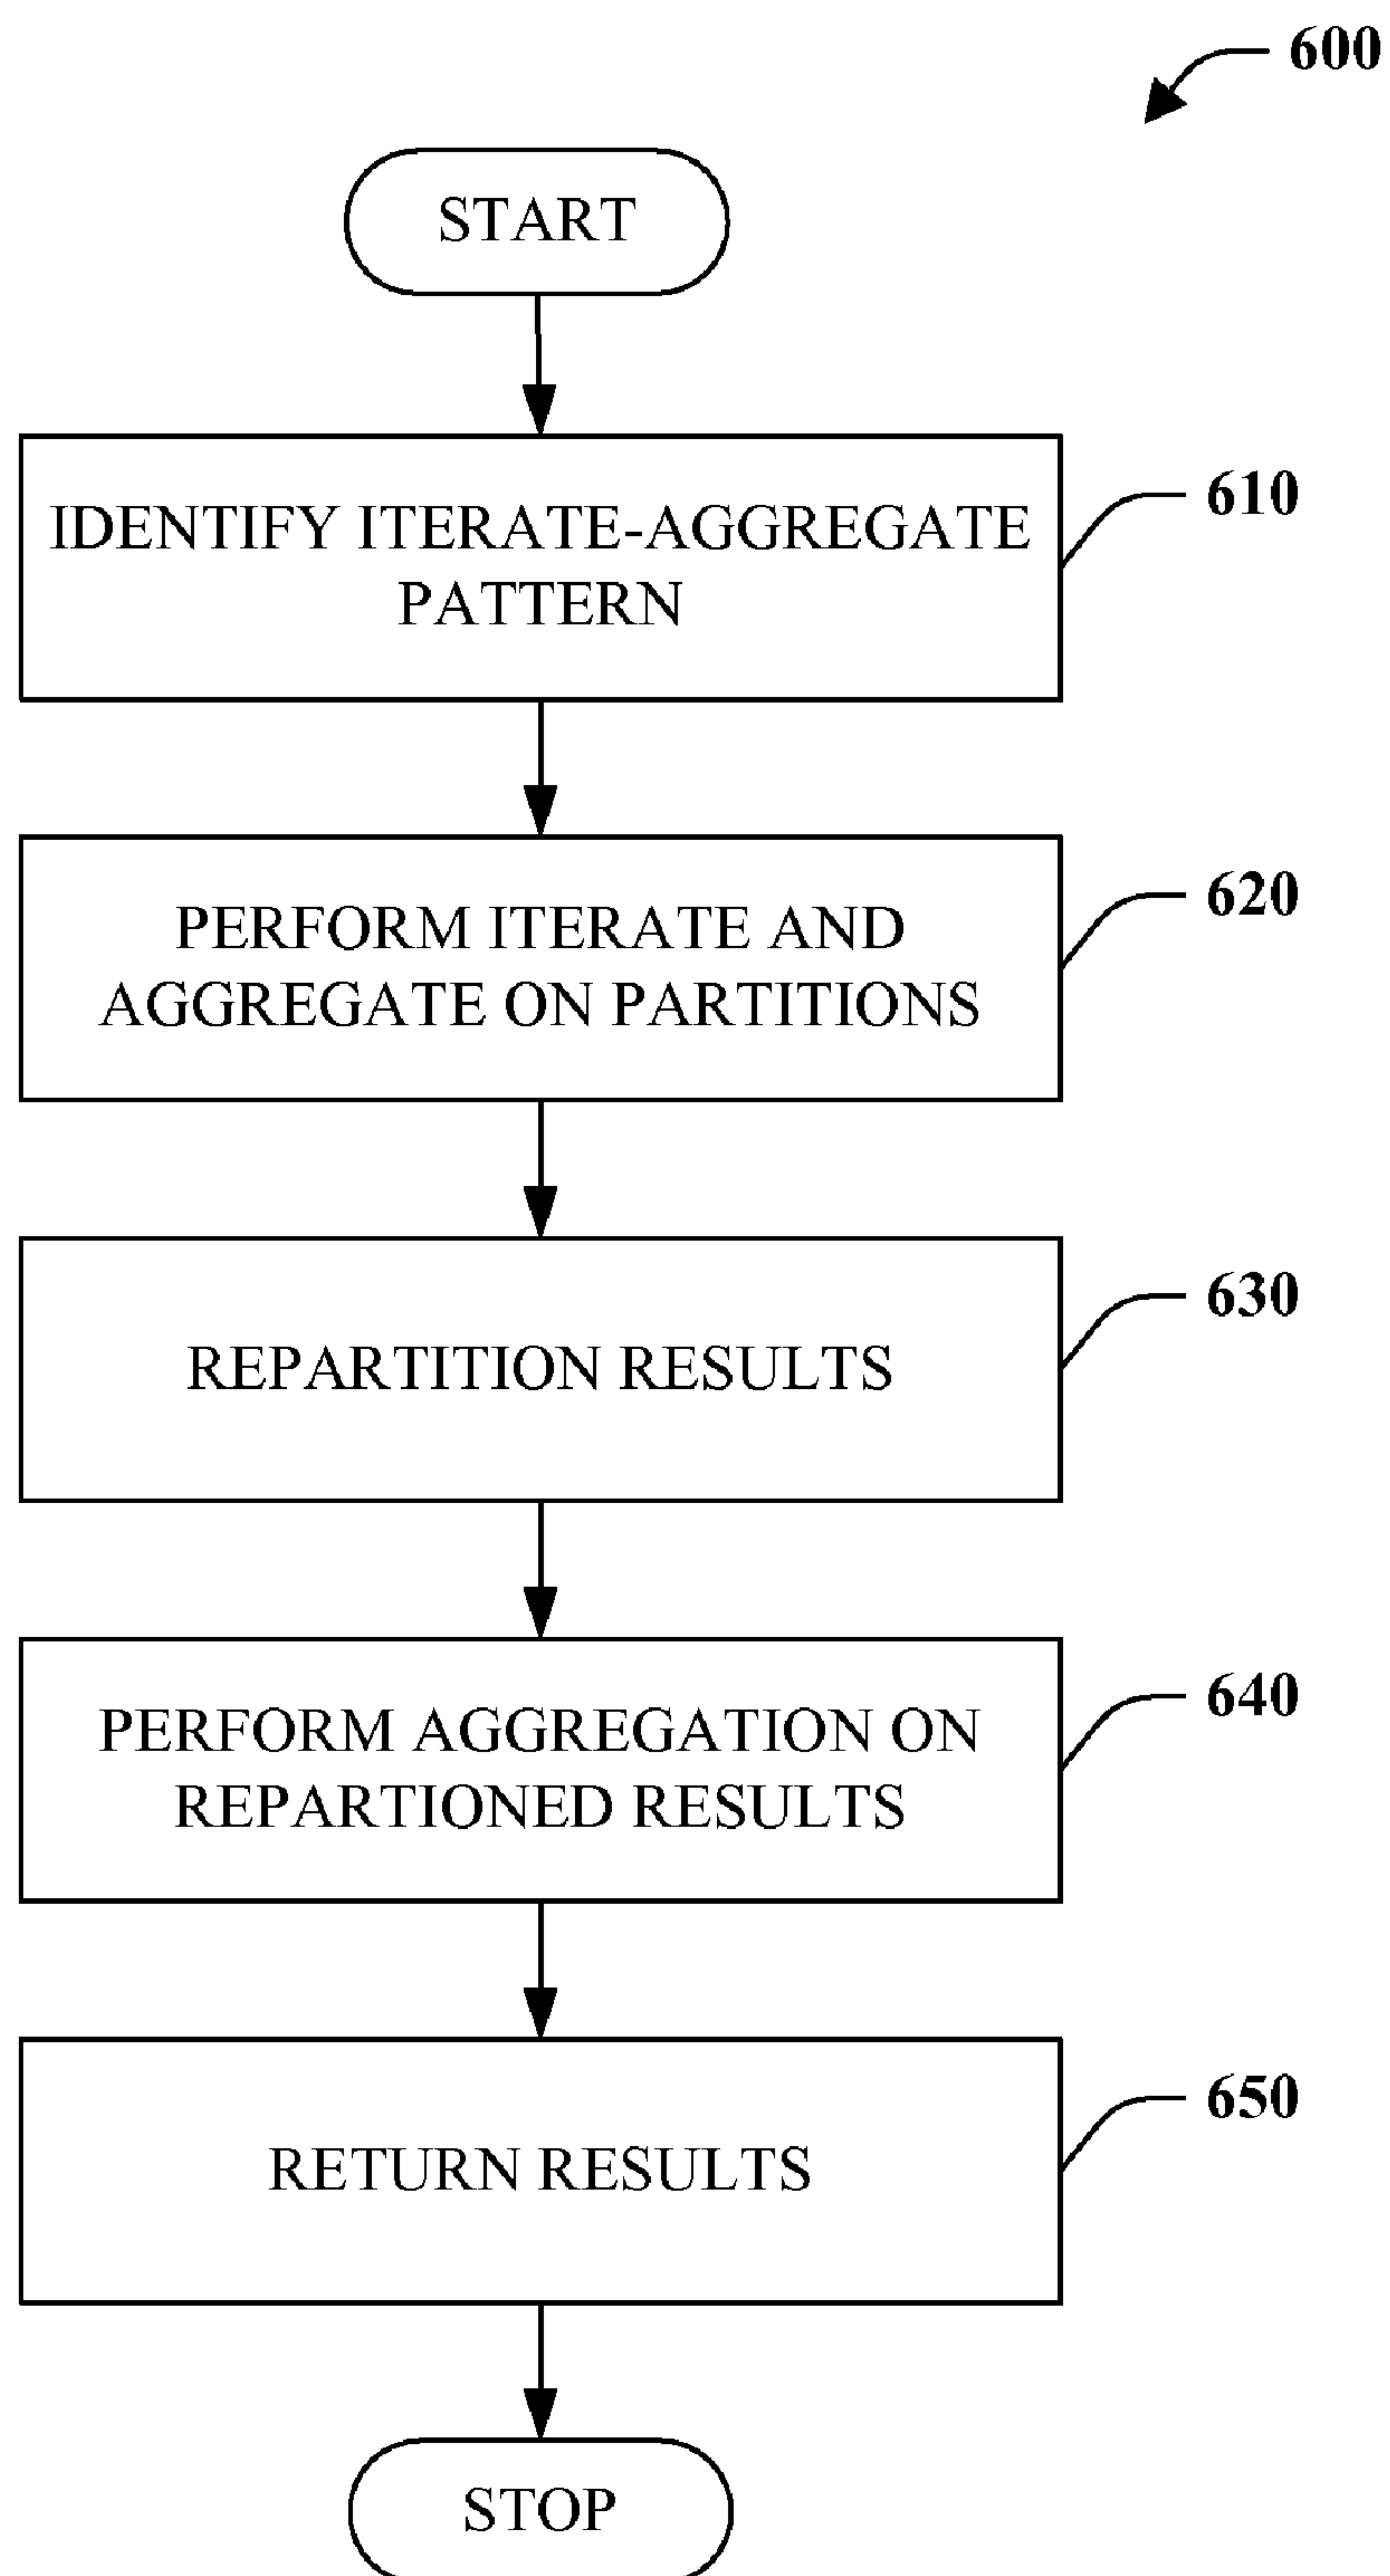 600
START
IDENTIFY ITERATE-AGGREGATE
PATTERN
610
PERFORM ITERATE AND
AGGREGATE ON PARTITIONS
620
REPARTITION RESULTS
630
PERFORM AGGREGATION ON
REPARTIONED RESULTS
640
RETURN RESULTS
650
STOP